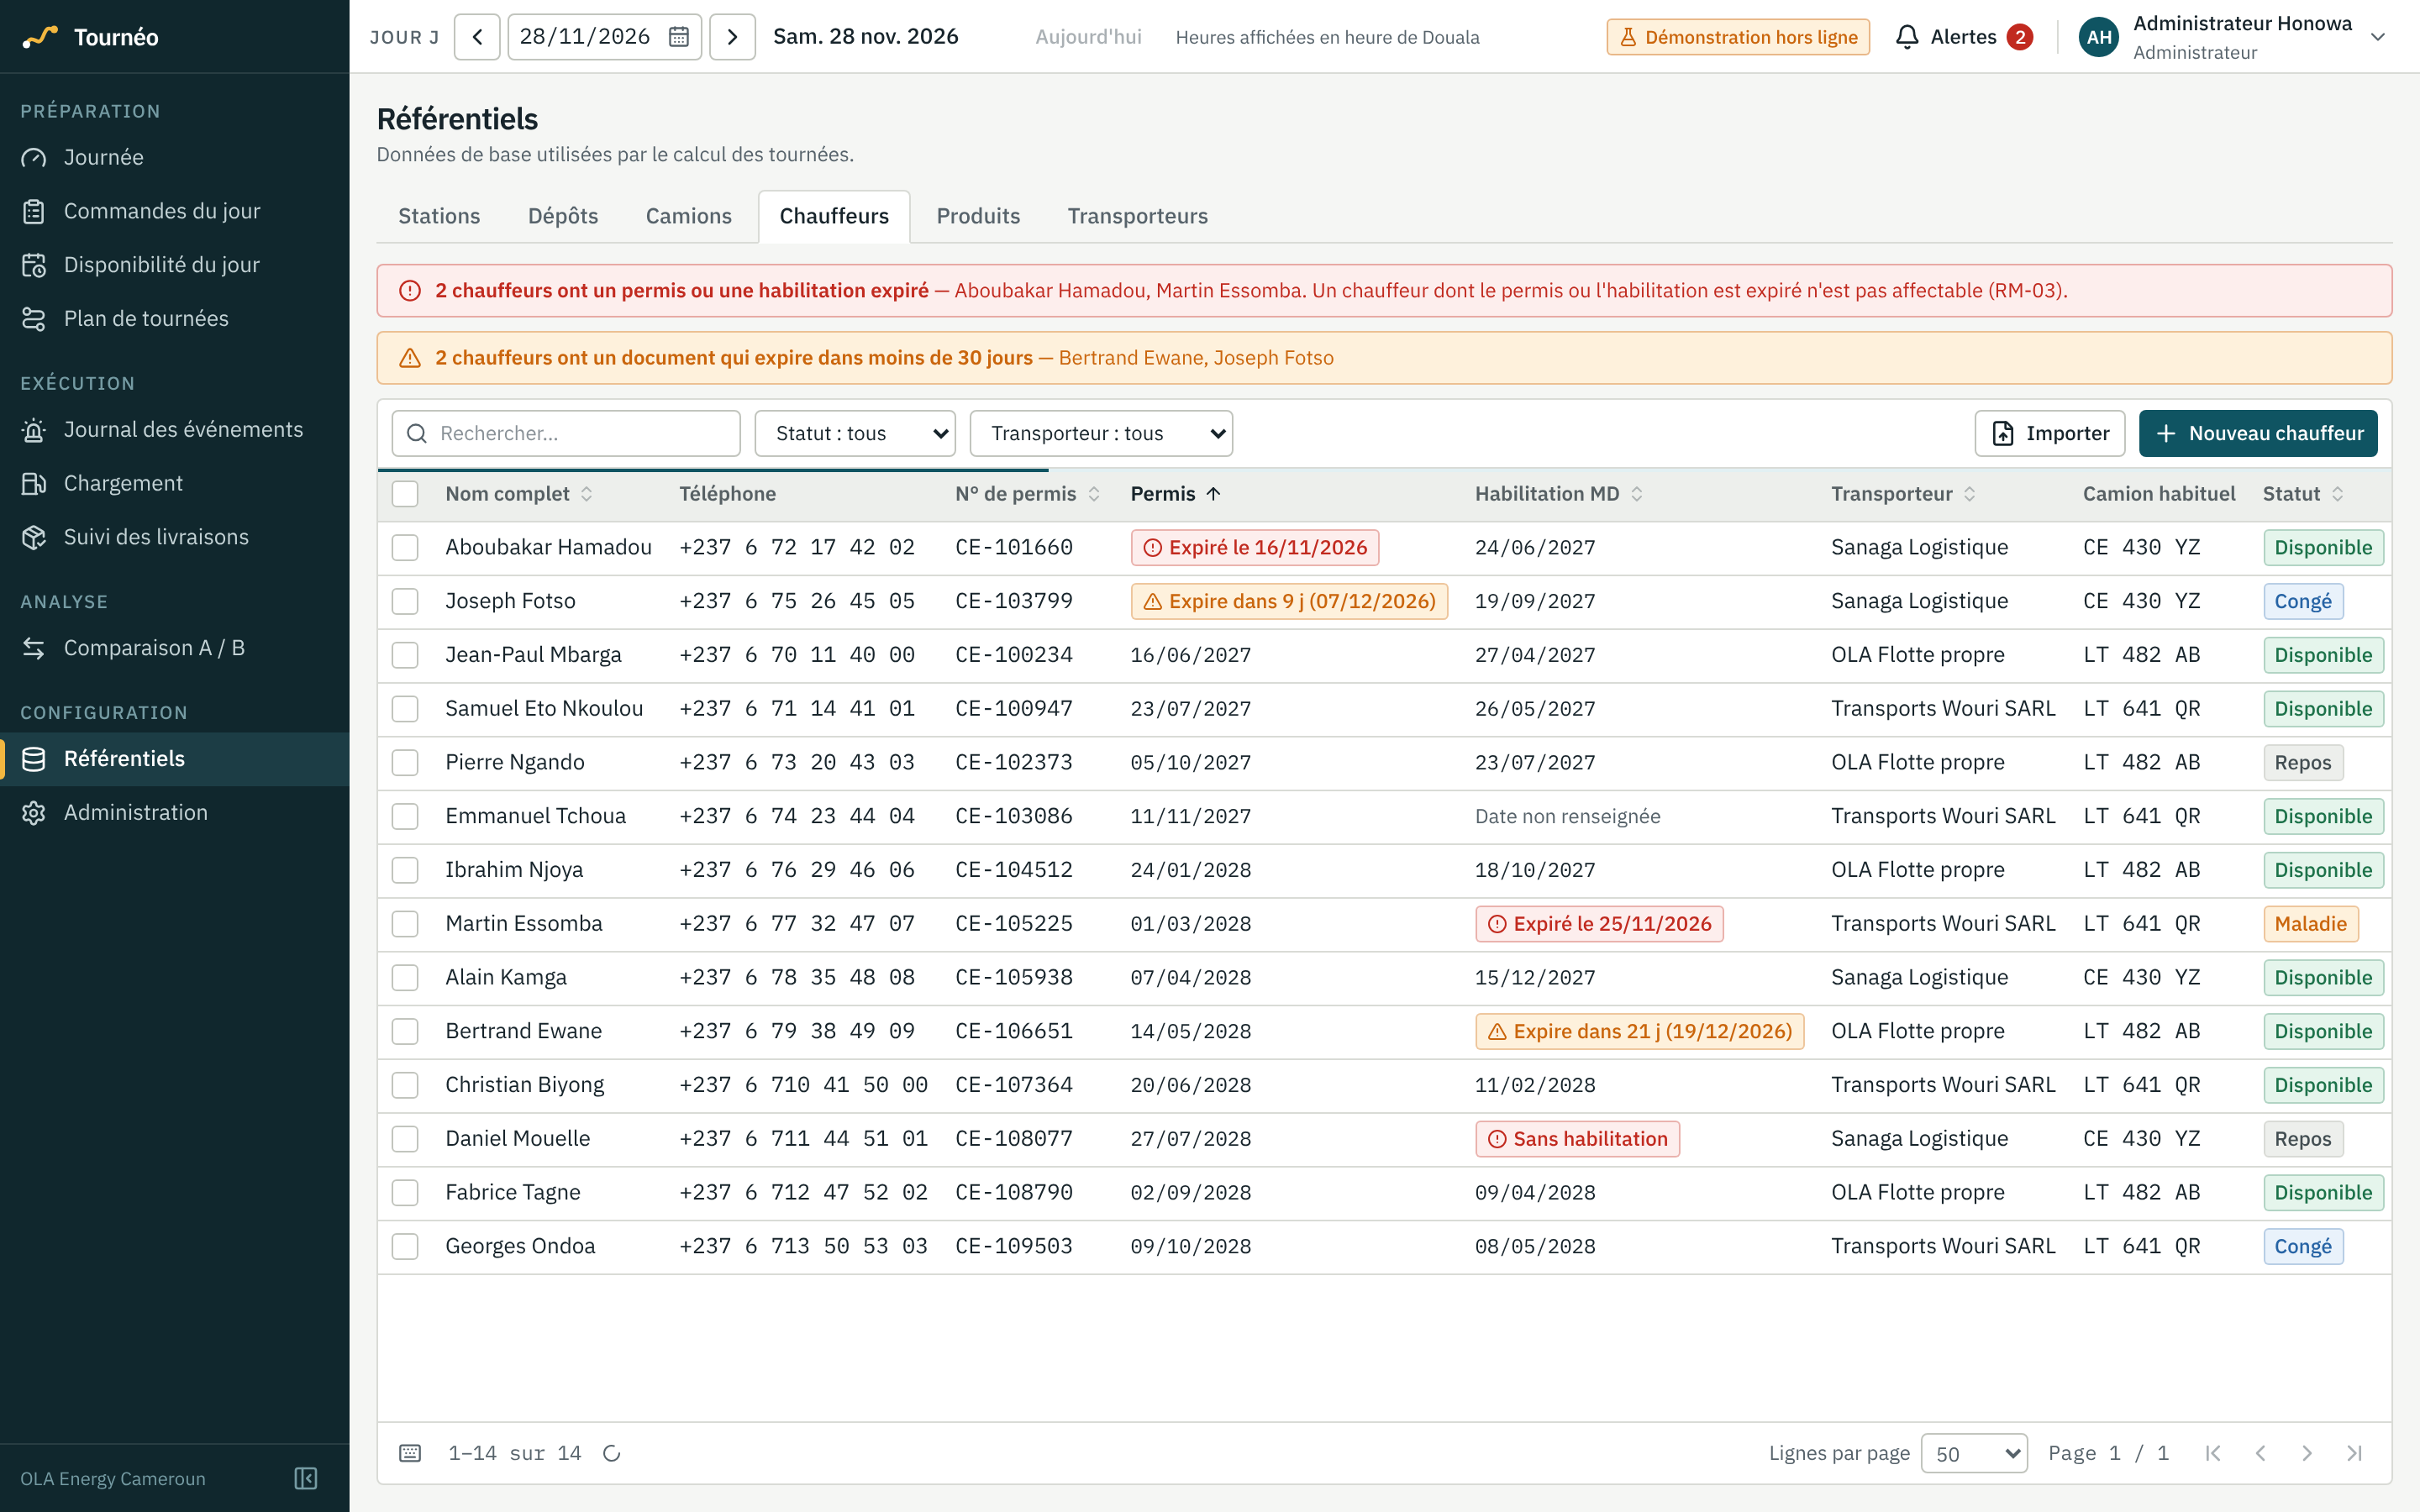 Tournéo
JOUR J
28/11/2026
Sam. 28 nov. 2026
Aujourd'hui
Heures affichées en heure de Douala
Démonstration hors ligne
Alertes 2
AH
Administrateur Honowa
Administrateur
PRÉPARATION
Journée
Commandes du jour
Disponibilité du jour
Plan de tournées
EXÉCUTION
Journal des événements
Chargement
Suivi des livraisons
ANALYSE
Comparaison A / B
CONFIGURATION
Référentiels
Administration
OLA Energy Cameroun
Référentiels
Données de base utilisées par le calcul des tournées.
Stations Dépôts Camions Chauffeurs Produits Transporteurs
2 chauffeurs ont un permis ou une habilitation expiré — Aboubakar Hamadou, Martin Essomba. Un chauffeur dont le permis ou l'habilitation est expiré n'est pas affectable (RM-03).
2 chauffeurs ont un document qui expire dans moins de 30 jours — Bertrand Ewane, Joseph Fotso
Rechercher... Statut : tous Transporteur : tous Importer + Nouveau chauffeur
Nom complet Téléphone N° de permis Permis Habilitation MD Transporteur Camion habituel Statut
Aboubakar Hamadou +237 6 72 17 42 02 CE-101660 Expiré le 16/11/2026 24/06/2027 Sanaga Logistique CE 430 YZ Disponible
Joseph Fotso +237 6 75 26 45 05 CE-103799 Expire dans 9 j (07/12/2026) 19/09/2027 Sanaga Logistique CE 430 YZ Congé
Jean-Paul Mbarga +237 6 70 11 40 00 CE-100234 16/06/2027 27/04/2027 OLA Flotte propre LT 482 AB Disponible
Samuel Eto Nkoulou +237 6 71 14 41 01 CE-100947 23/07/2027 26/05/2027 Transports Wouri SARL LT 641 QR Disponible
Pierre Ngando +237 6 73 20 43 03 CE-102373 05/10/2027 23/07/2027 OLA Flotte propre LT 482 AB Repos
Emmanuel Tchoua +237 6 74 23 44 04 CE-103086 11/11/2027 Date non renseignée Transports Wouri SARL LT 641 QR Disponible
Ibrahim Njoya +237 6 76 29 46 06 CE-104512 24/01/2028 18/10/2027 OLA Flotte propre LT 482 AB Disponible
Martin Essomba +237 6 77 32 47 07 CE-105225 01/03/2028 Expiré le 25/11/2026 Transports Wouri SARL LT 641 QR Maladie
Alain Kamga +237 6 78 35 48 08 CE-105938 07/04/2028 15/12/2027 Sanaga Logistique CE 430 YZ Disponible
Bertrand Ewane +237 6 79 38 49 09 CE-106651 14/05/2028 Expire dans 21 j (19/12/2026) OLA Flotte propre LT 482 AB Disponible
Christian Biyong +237 6 710 41 50 00 CE-107364 20/06/2028 11/02/2028 Transports Wouri SARL LT 641 QR Disponible
Daniel Mouelle +237 6 711 44 51 01 CE-108077 27/07/2028 Sans habilitation Sanaga Logistique CE 430 YZ Repos
Fabrice Tagne +237 6 712 47 52 02 CE-108790 02/09/2028 09/04/2028 OLA Flotte propre LT 482 AB Disponible
Georges Ondoa +237 6 713 50 53 03 CE-109503 09/10/2028 08/05/2028 Transports Wouri SARL LT 641 QR Congé
1–14 sur 14
Lignes par page 50 Page 1 / 1